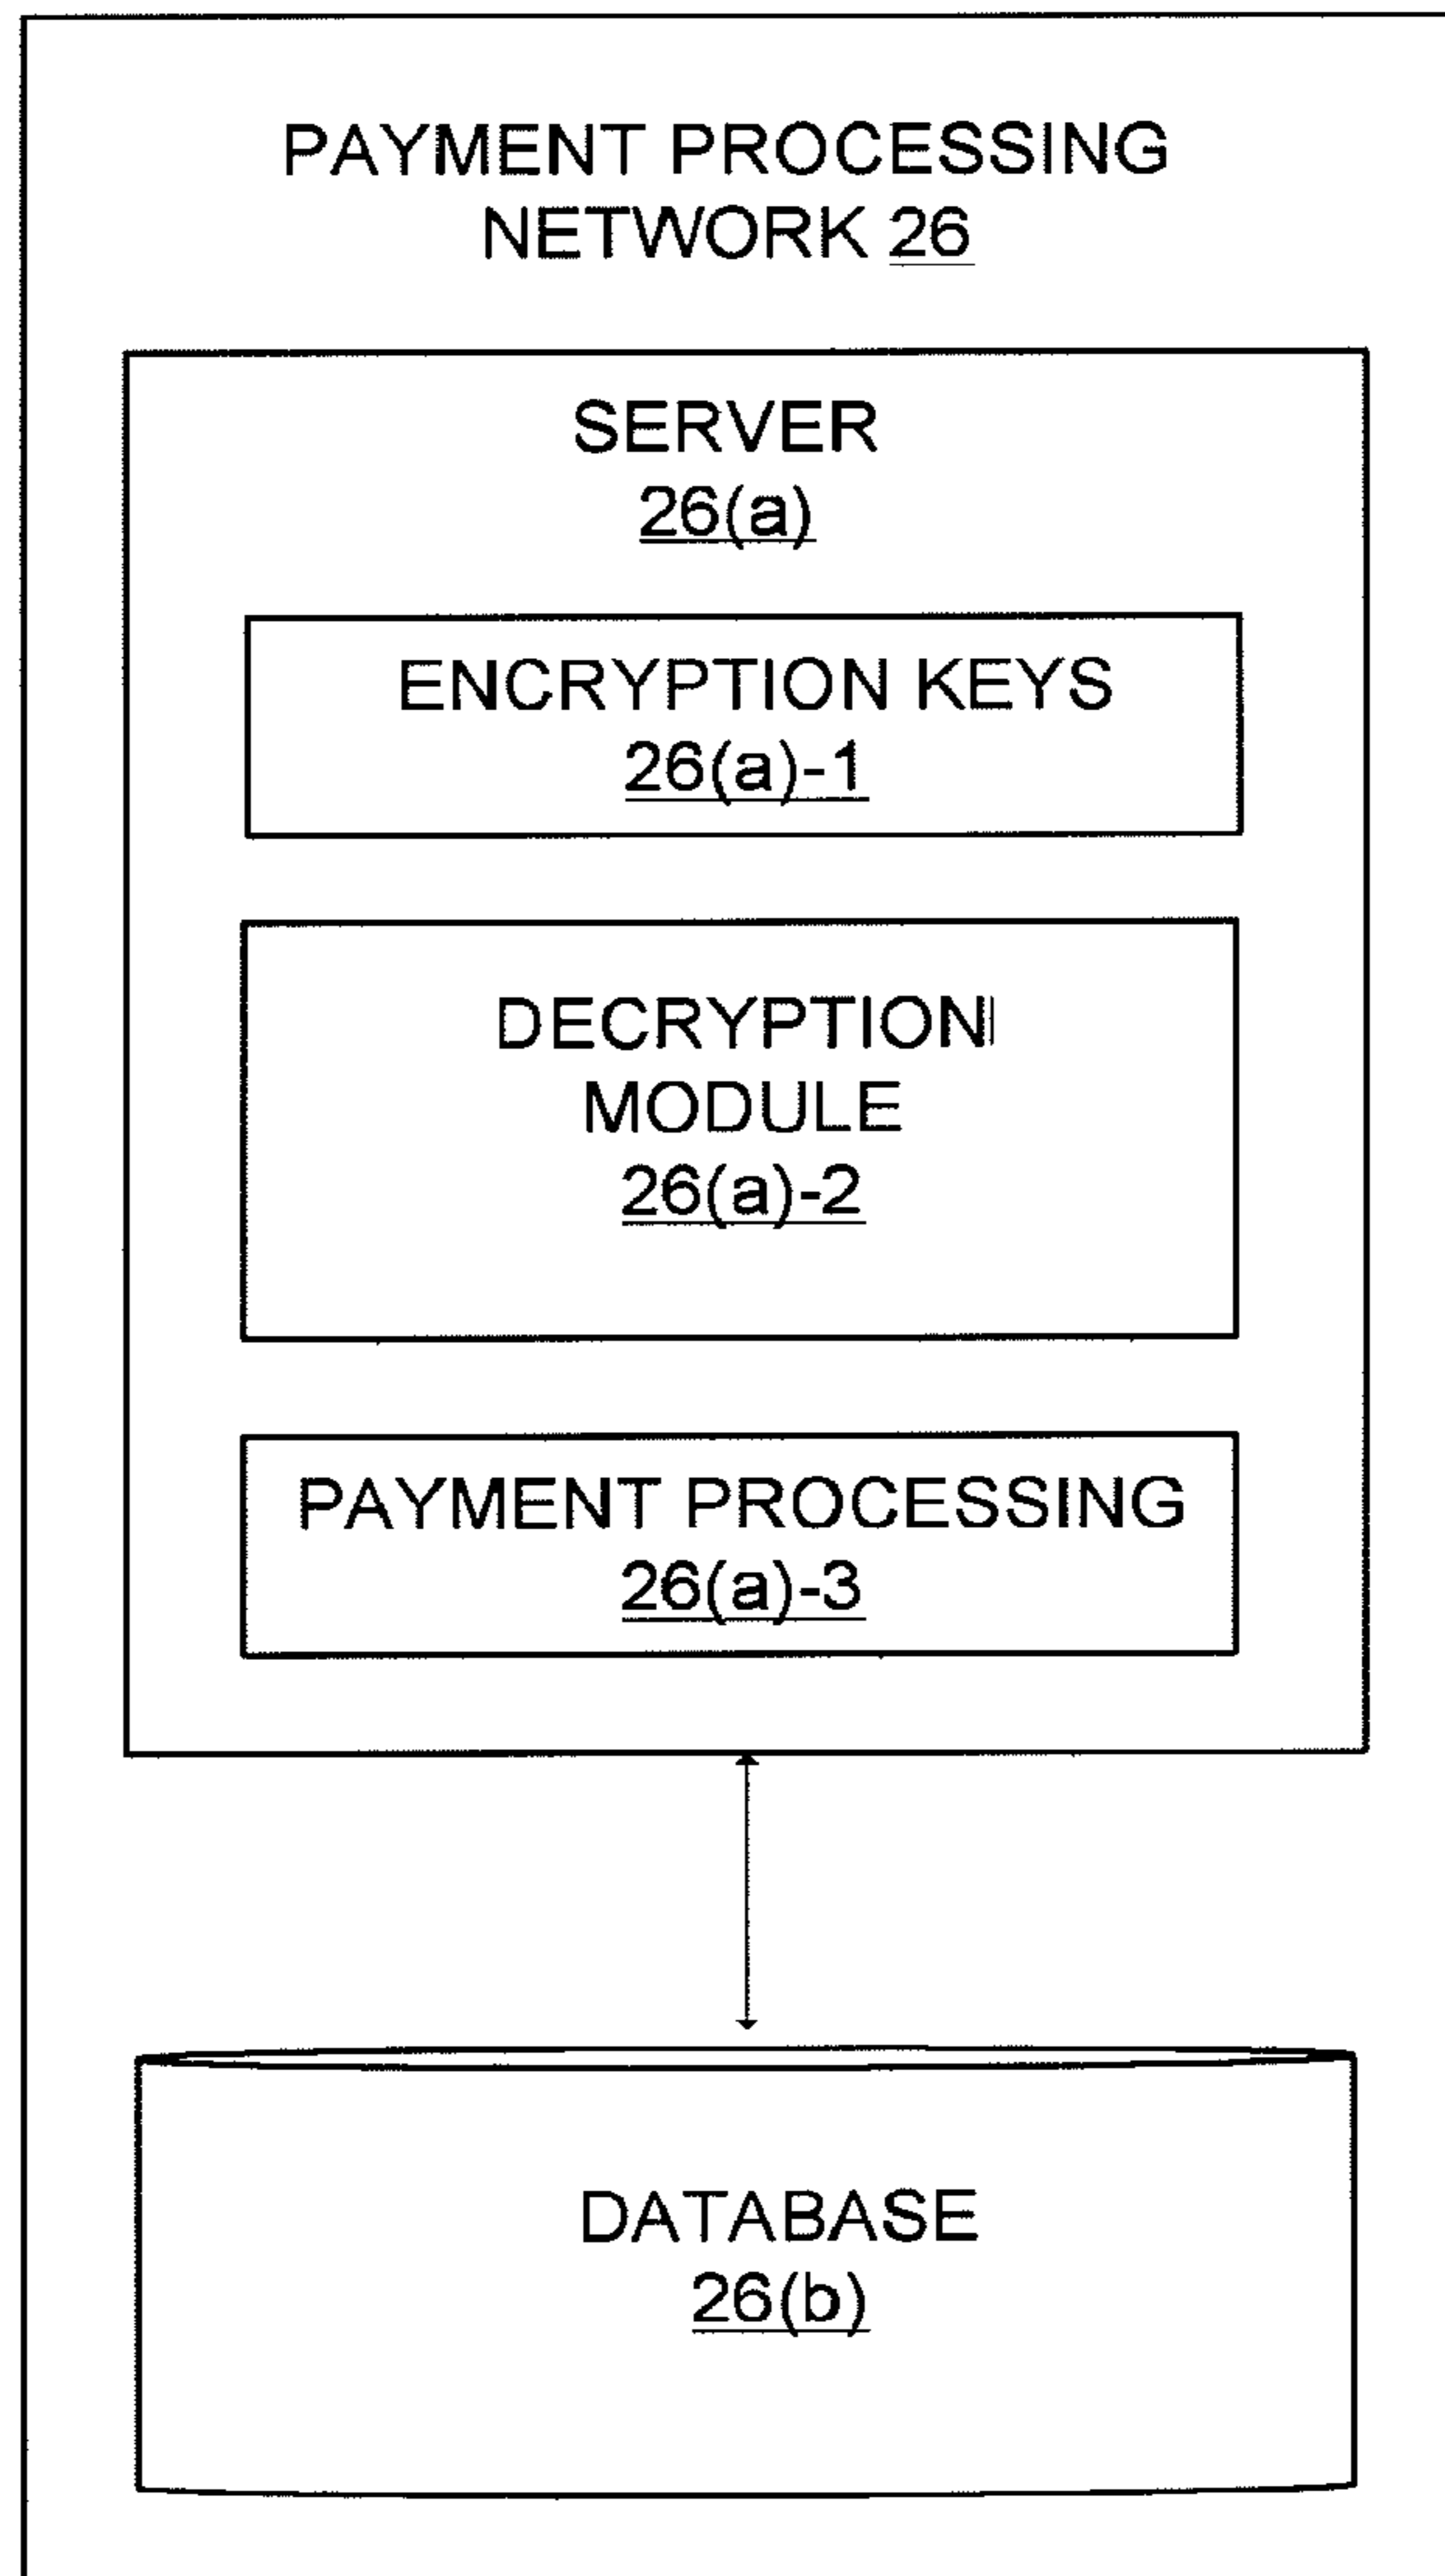 PAYMENT PROCESSING
NETWORK 26
SERVER
26(a)
ENCRYPTION KEYS
26(a)-1
DECRYPTION
MODULE
26(a)-2
PAYMENT PROCESSING
26(a)-3
DATABASE
26(b)